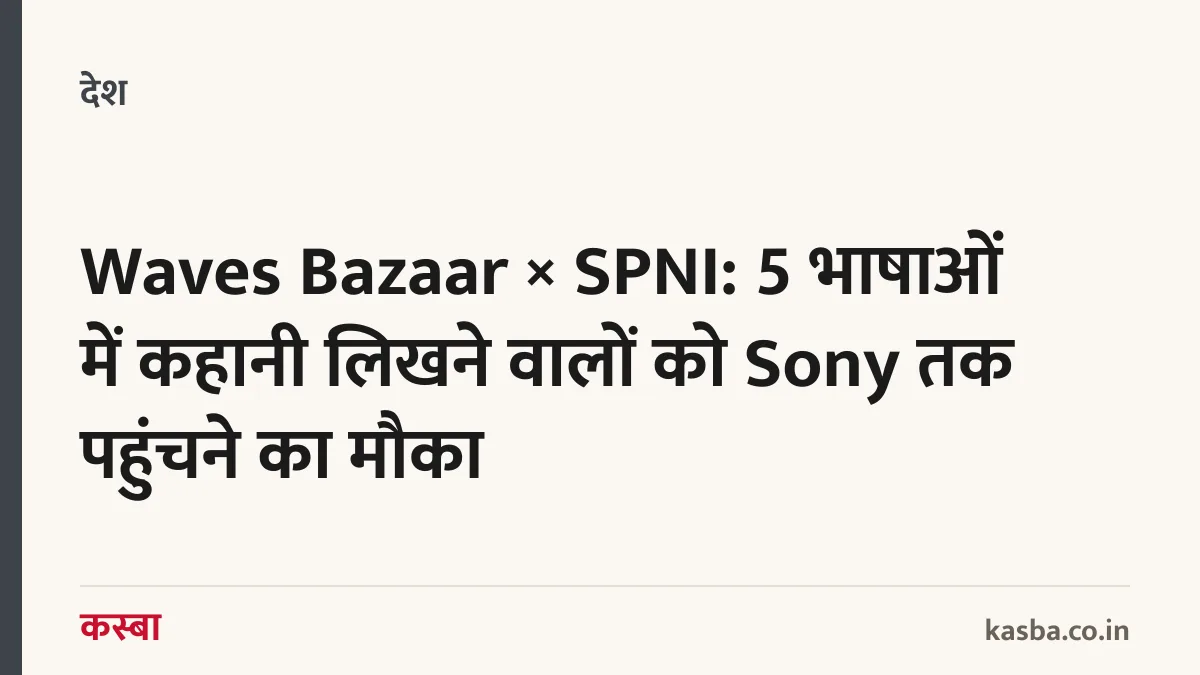 देश
Waves Bazaar × SPNI: 5 भाषाओं
में कहानी लिखने वालों को Sony तक
पहुंचने का मौका
कस्बा
kasba.co.in